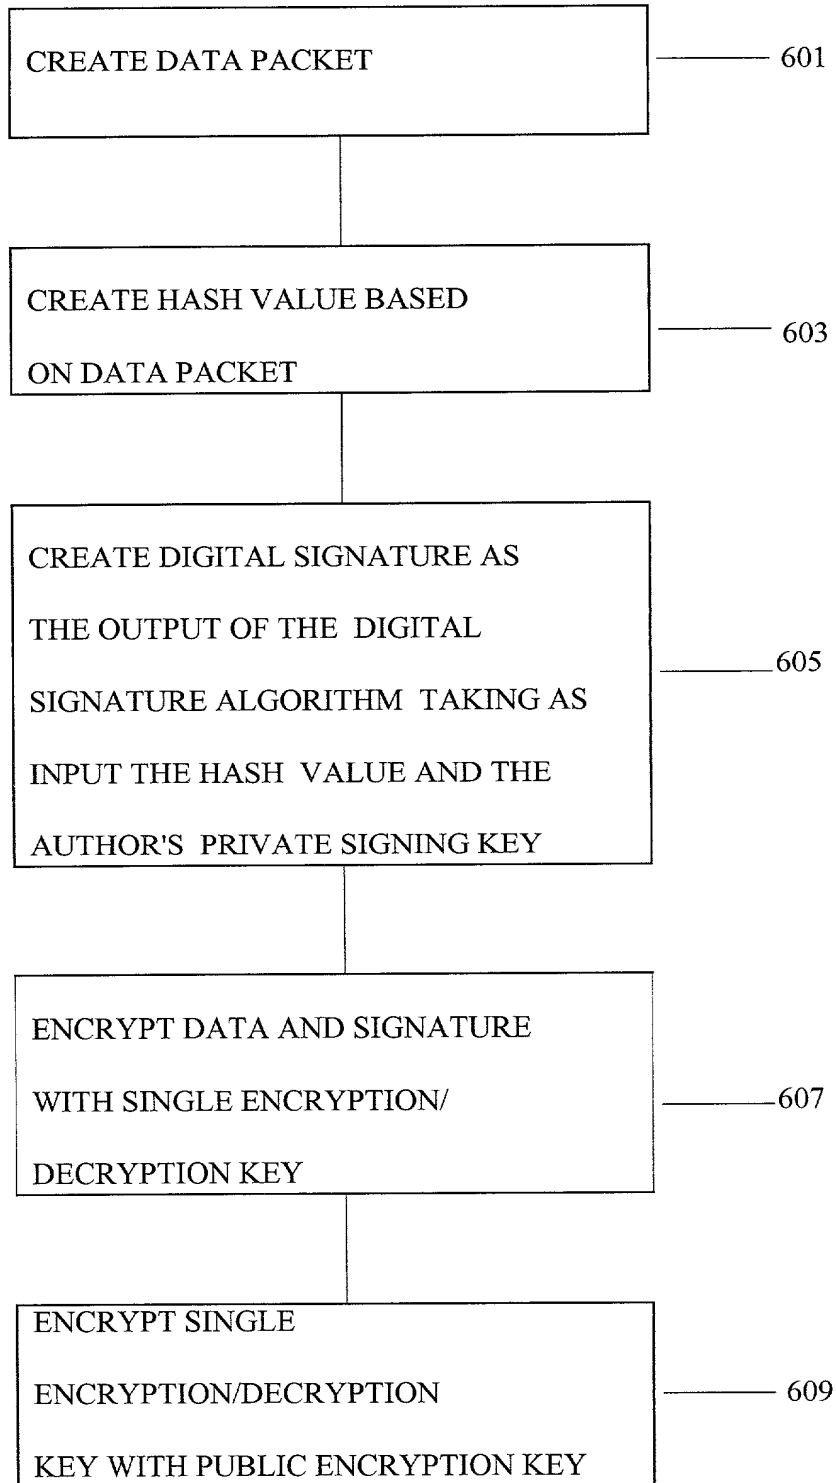 CREATE DATA PACKET
601
CREATE HASH VALUE BASED
ON DATA PACKET
603
CREATE DIGITAL SIGNATURE AS
THE OUTPUT OF THE DIGITAL
SIGNATURE ALGORITHM TAKING AS
INPUT THE HASH VALUE AND THE
AUTHOR'S PRIVATE SIGNING KEY
605
ENCRYPT DATA AND SIGNATURE
WITH SINGLE ENCRYPTION/
DECRYPTION KEY
607
ENCRYPT SINGLE
ENCRYPTION/DECRYPTION
KEY WITH PUBLIC ENCRYPTION KEY
609